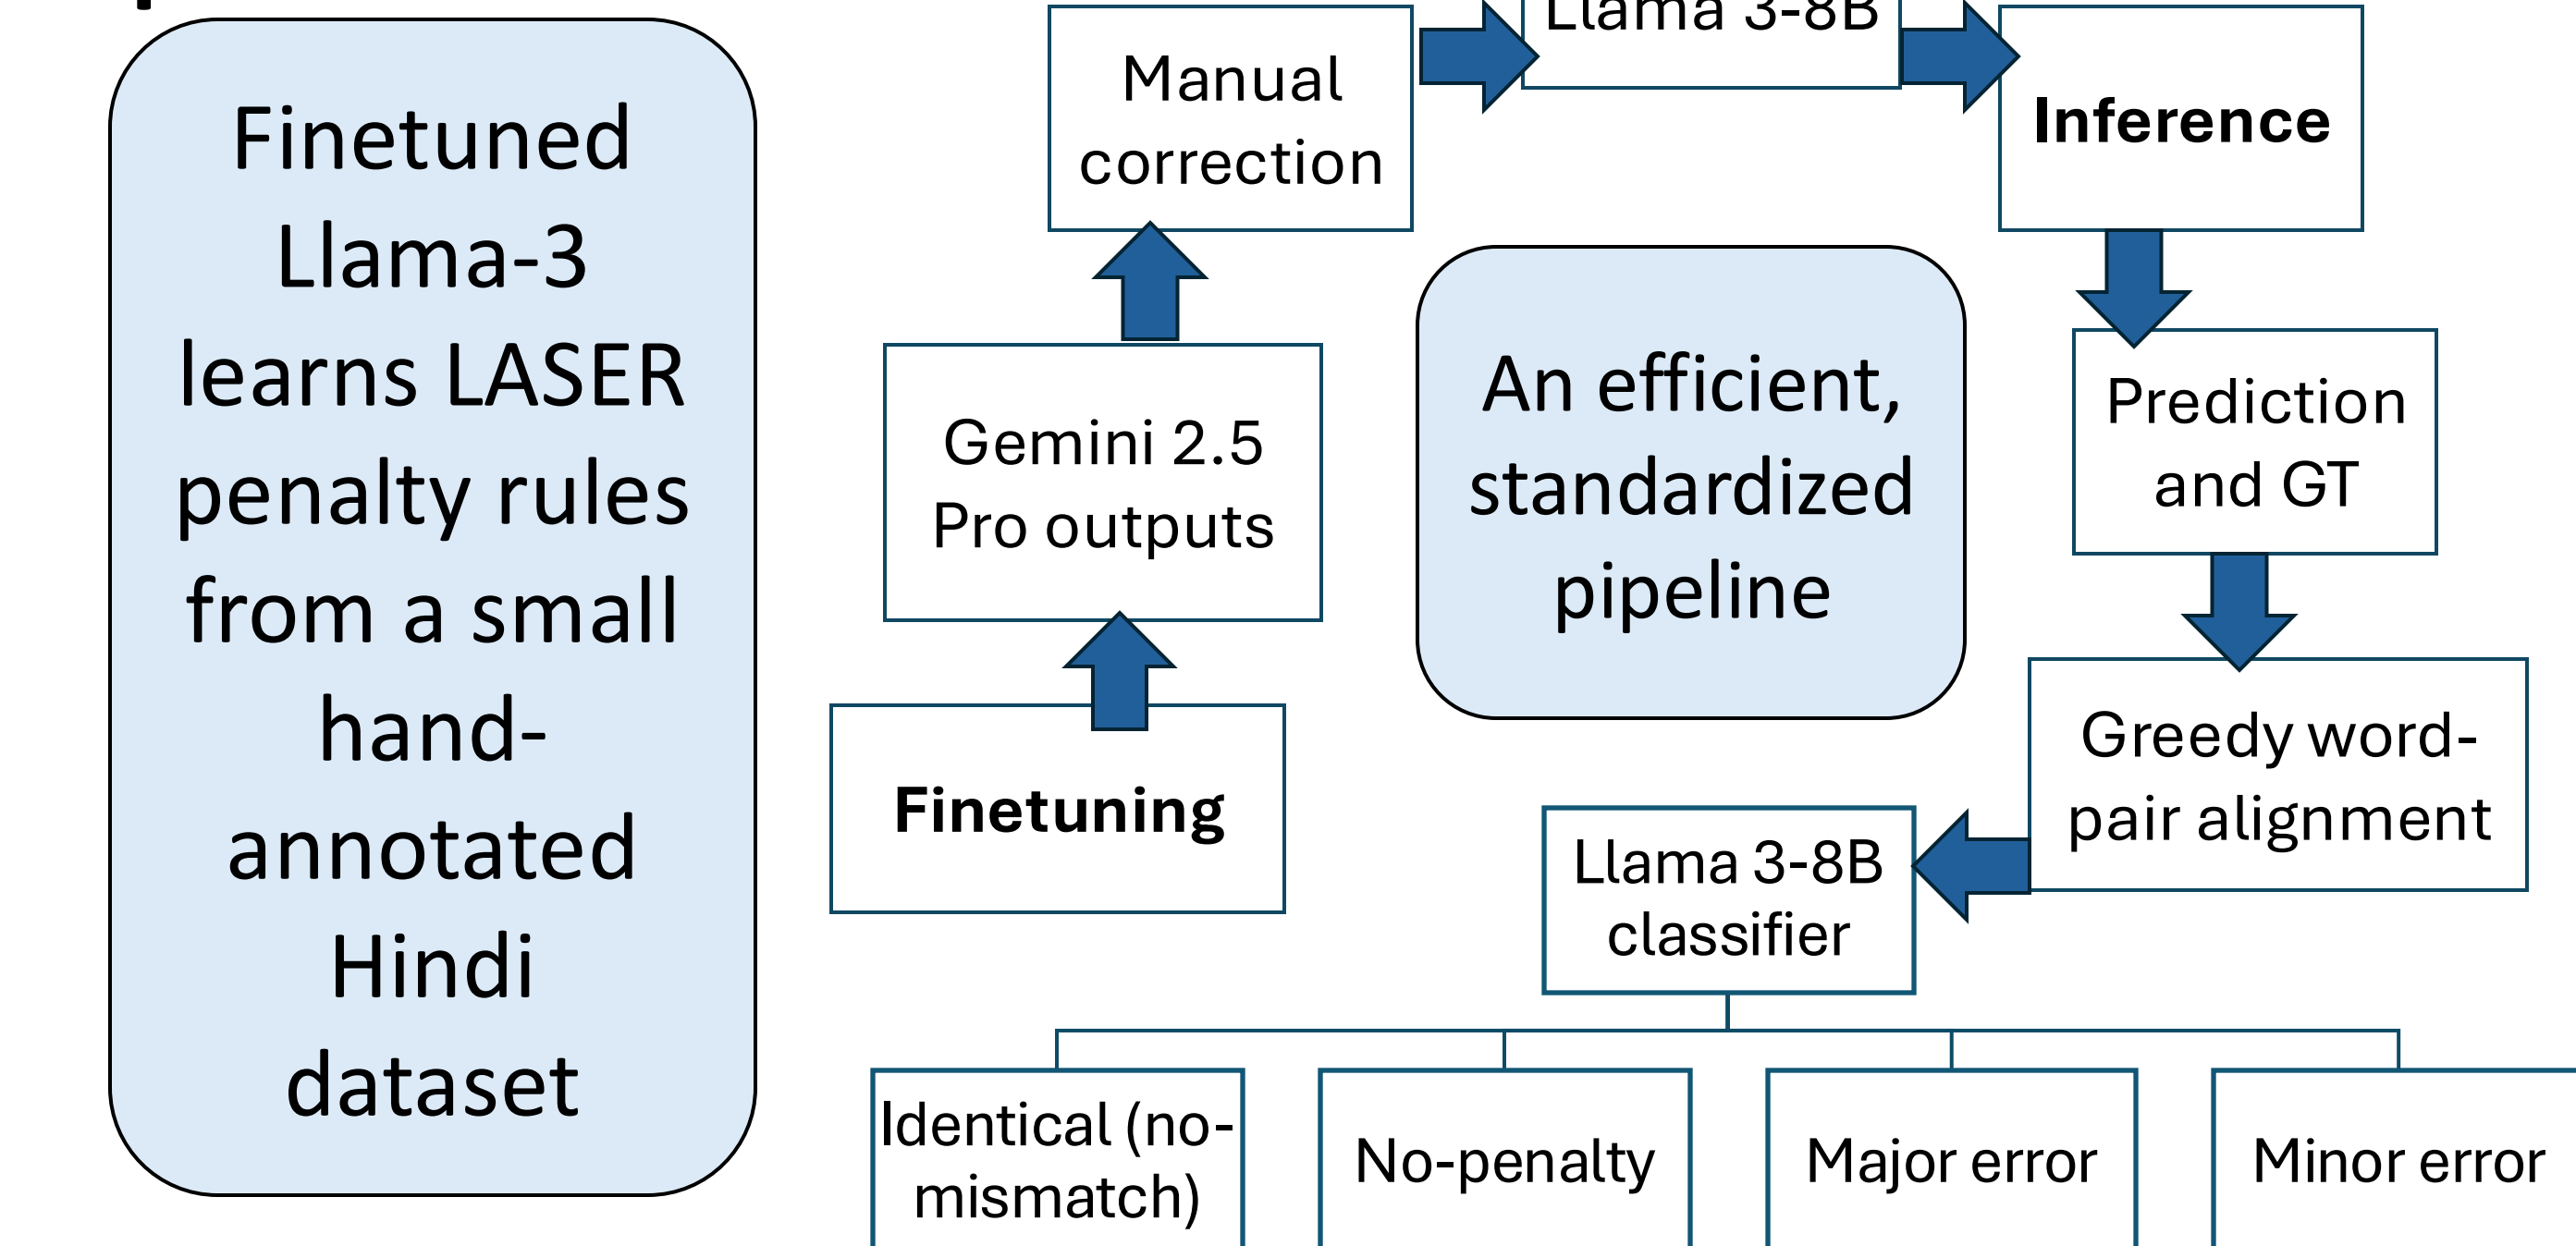 Finetuned
Llama-3
learns LASER
penalty rules
from a small
hand-
annotated
Hindi
dataset
Manual
correction
Llama 3-8B
Inference
Gemini 2.5
Pro outputs
An efficient,
standardized
pipeline
Prediction
and GT
Finetuning
Greedy word-
pair alignment
Llama 3-8B
classifier
Identical (no-
mismatch)
No-penalty
Major error
Minor error